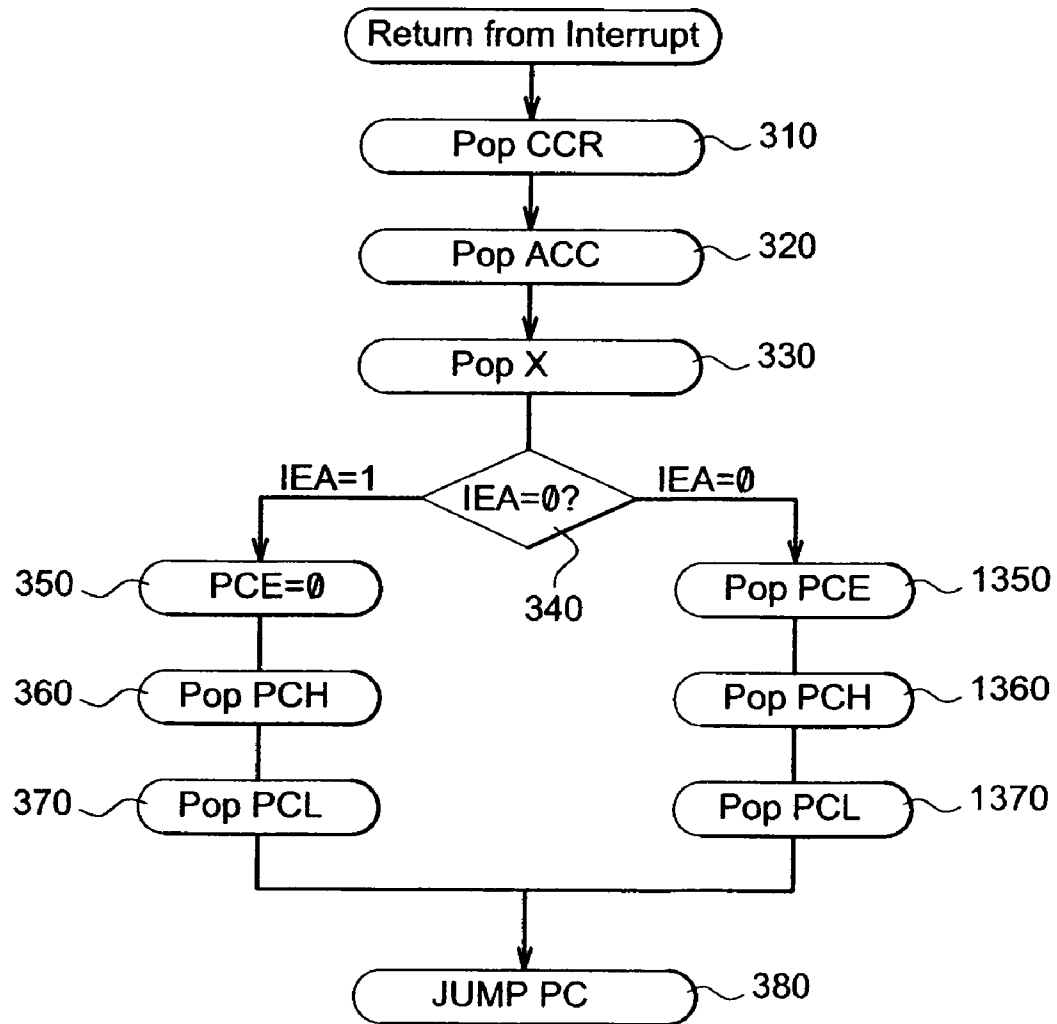 Return from Interrupt
Pop CCR
310
Pop ACC
320
Pop X
330
IEA=1
IEA=0?
IEA=0
340
350
PCE=0
Pop PCE
1350
360
Pop PCH
Pop PCH
1360
370
Pop PCL
Pop PCL
1370
JUMP PC
380